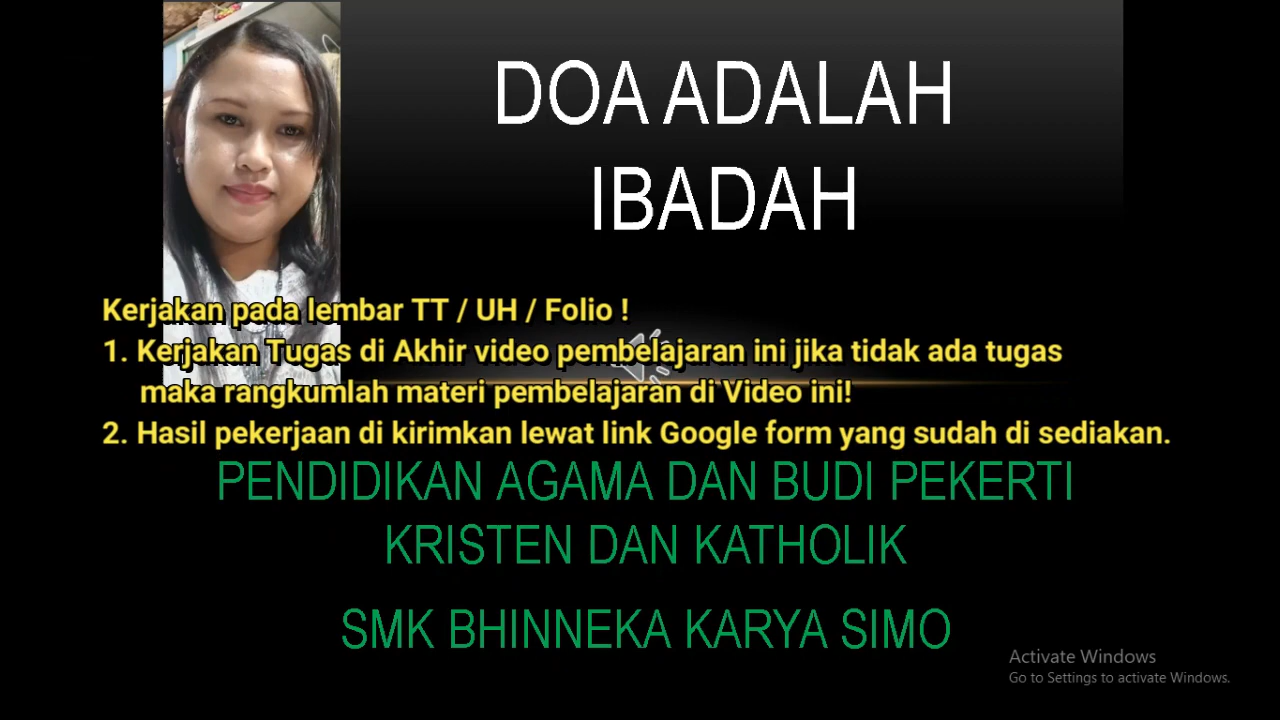 DOA ADALAH
IBADAH
Kerjakan pada lembar TT / UH / Folio !
1. Kerjakan Tugas di Akhir video pembelajaran ini jika tidak ada tugas
maka rangkumlah materi pembelajaran di Video ini!
2. Hasil pekerjaan di kirimkan lewat link Google form yang sudah di sediakan.
PENDIDIKAN AGAMA DAN BUDI PEKERTI
KRISTEN DAN KATHOLIK
SMK BHINNEKA KARYA SIMO
Activate Windows
Go to Settings to activate Windows.